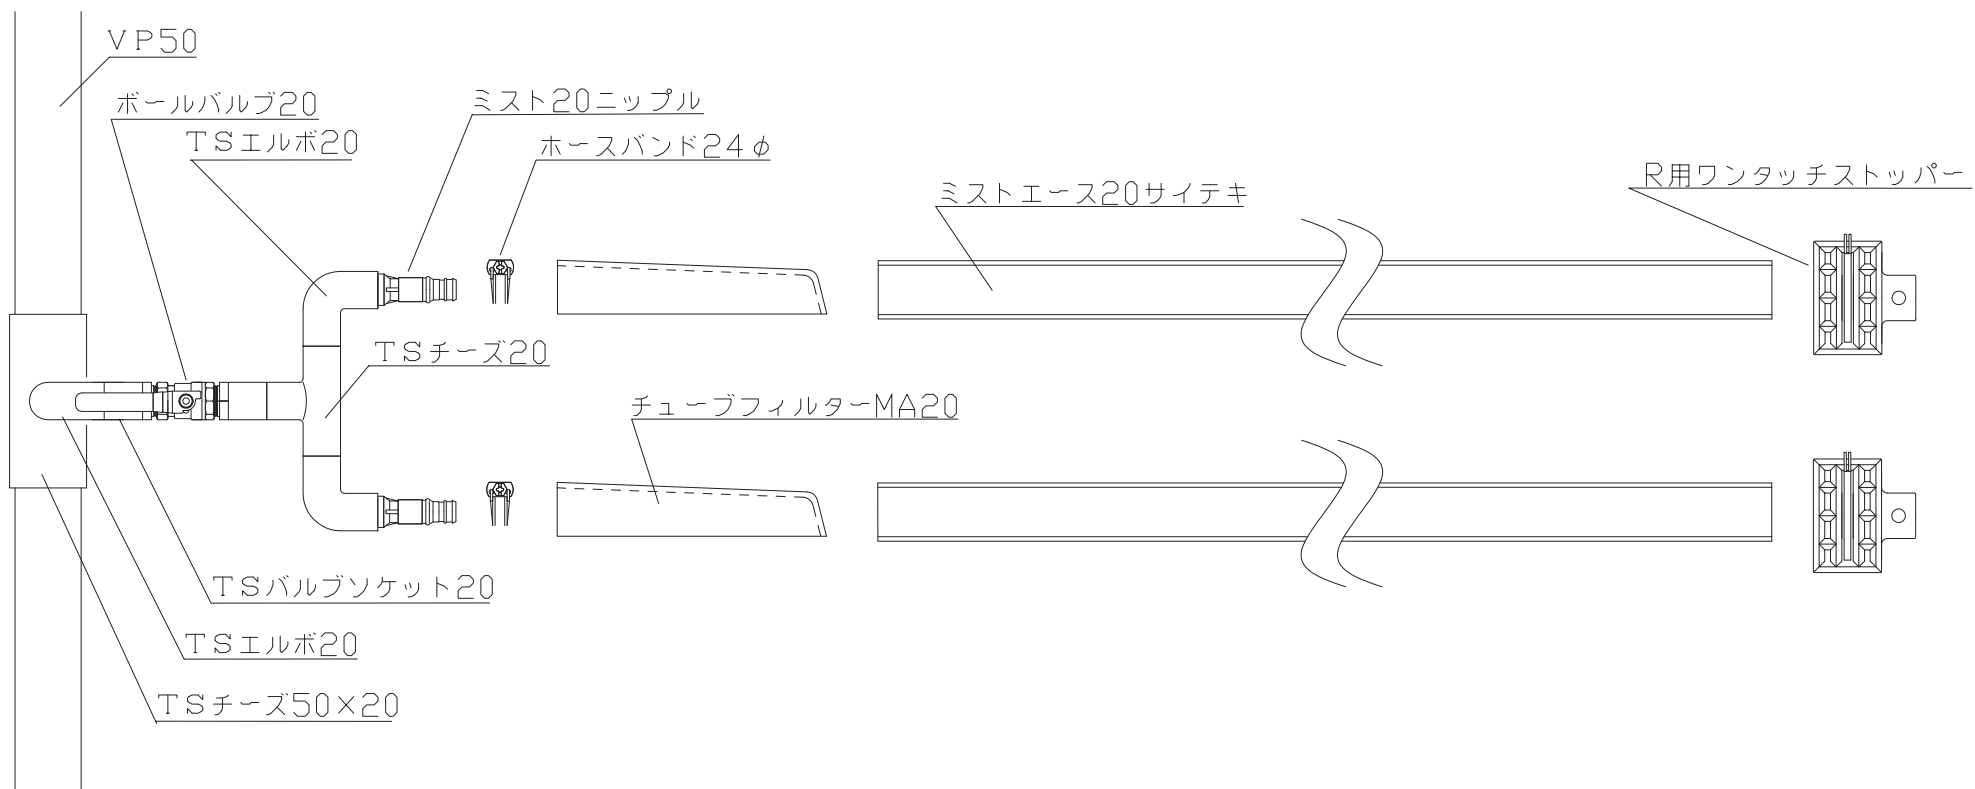 VP50
ボールバルブ20
TSエルボ20
ミスト20ニップル
ホースバンド24φ
ミストエース20サイテキ
R用ワンタッチストッパー
TSチーズ20
チューブフィルターMA20
TSバルブソケット20
TSエルボ20
TSチーズ50×20